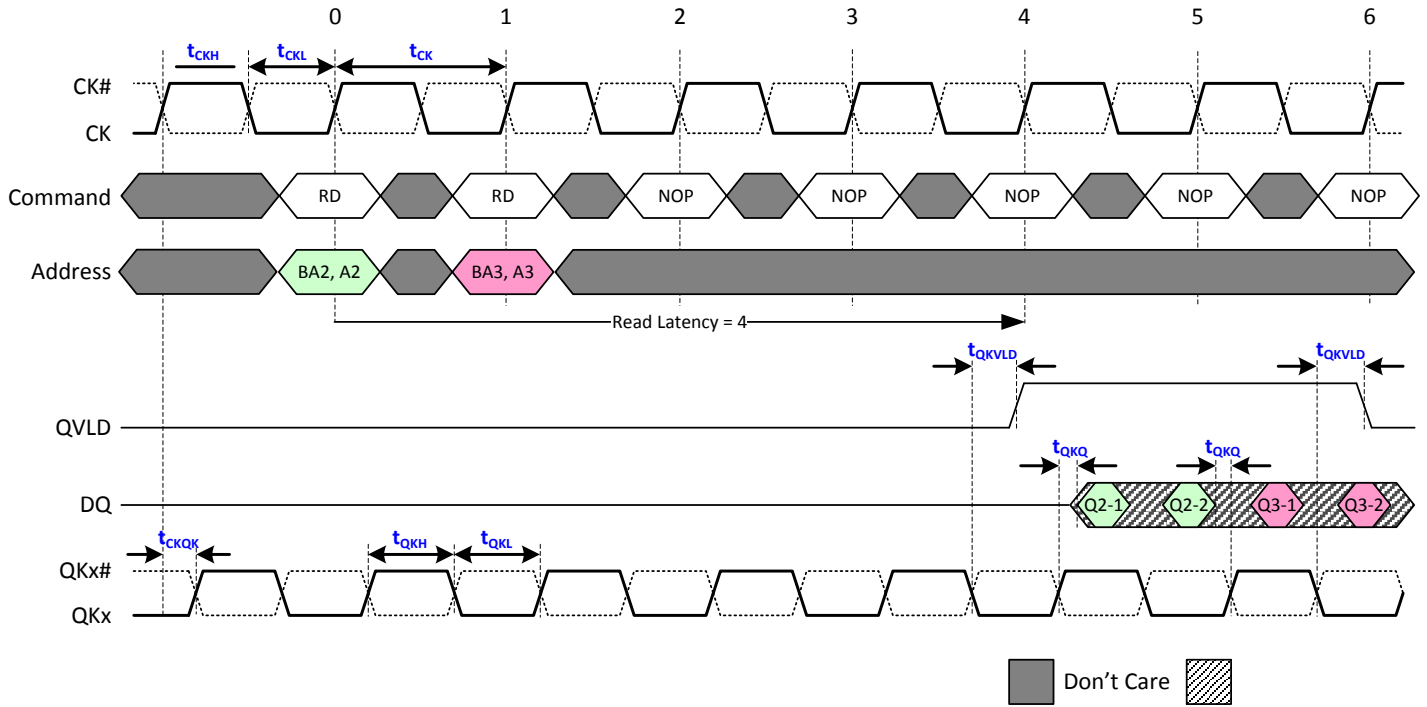 0 1 2 3 4 5 6
tCKH tCKL tCK
CK#
CK
Command RD RD NOP NOP NOP NOP NOP
Address BA2, A2 BA3, A3
Read Latency = 4
tQKVLD tQKVLD
QVLD
tQKQ tQKQ
DQ Q2-1 Q2-2 Q3-1 Q3-2
tCKQK tQKH tQKL
QKx#
QKx
Don't Care